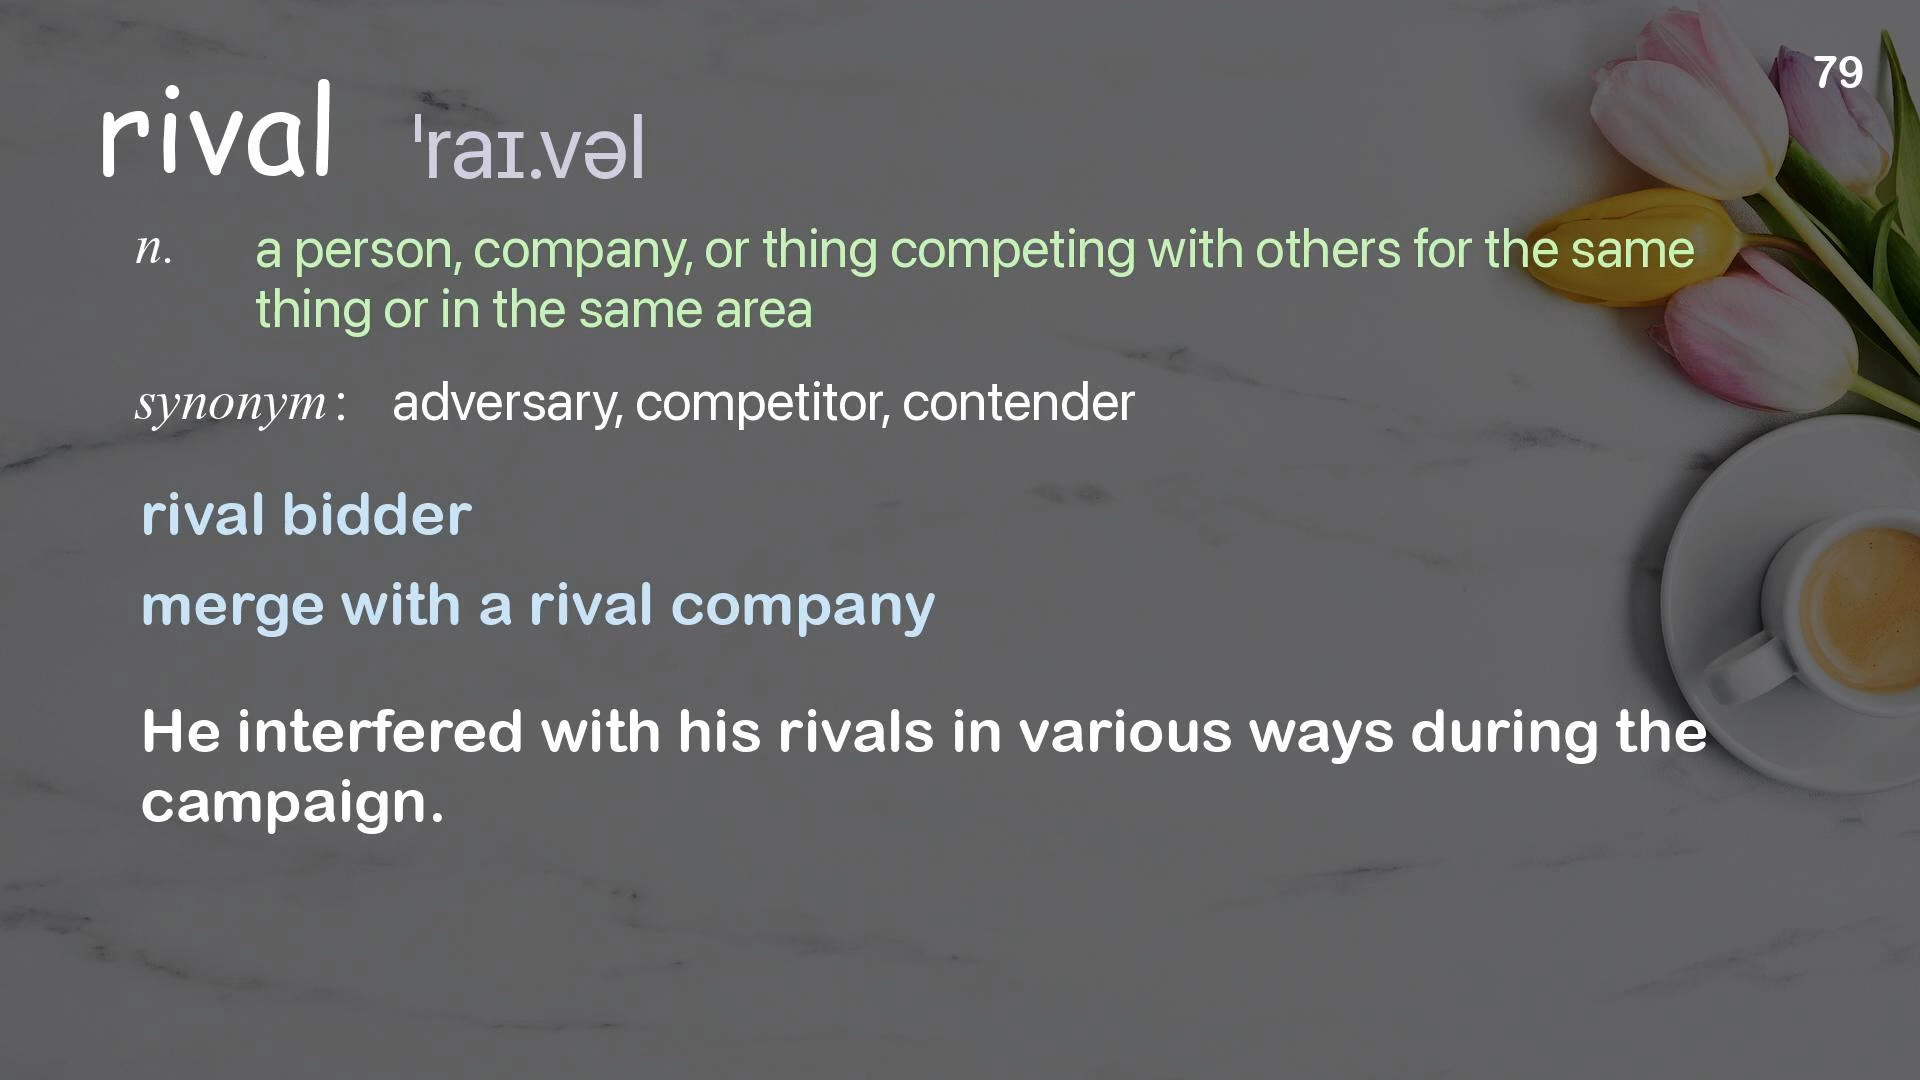 79
rival ˈraɪ.vəl
n. a person, company, or thing competing with others for the same
thing or in the same area
synonym: adversary, competitor, contender
rival bidder
merge with a rival company
He interfered with his rivals in various ways during the
campaign.